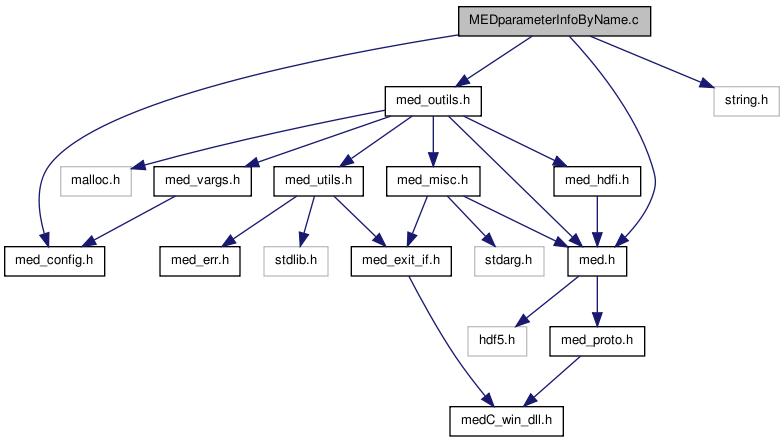 MEDparameterInfoByName.c
med_outils.h
string.h
malloc.h
med_vargs.h
med_utils.h
med_misc.h
med_hdfi.h
med_config.h
med_err.h
stdlib.h
med_exit_if.h
stdarg.h
med.h
hdf5.h
med_proto.h
medC_win_dll.h